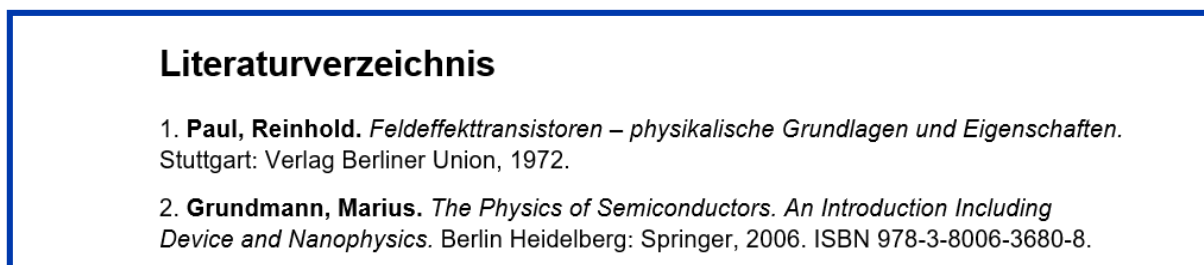 Literaturverzeichnis
1. Paul, Reinhold. Feldeffekttransistoren – physikalische Grundlagen und Eigenschaften.
Stuttgart: Verlag Berliner Union, 1972.
2. Grundmann, Marius. The Physics of Semiconductors. An Introduction Including
Device and Nanophysics. Berlin Heidelberg: Springer, 2006. ISBN 978-3-8006-3680-8.